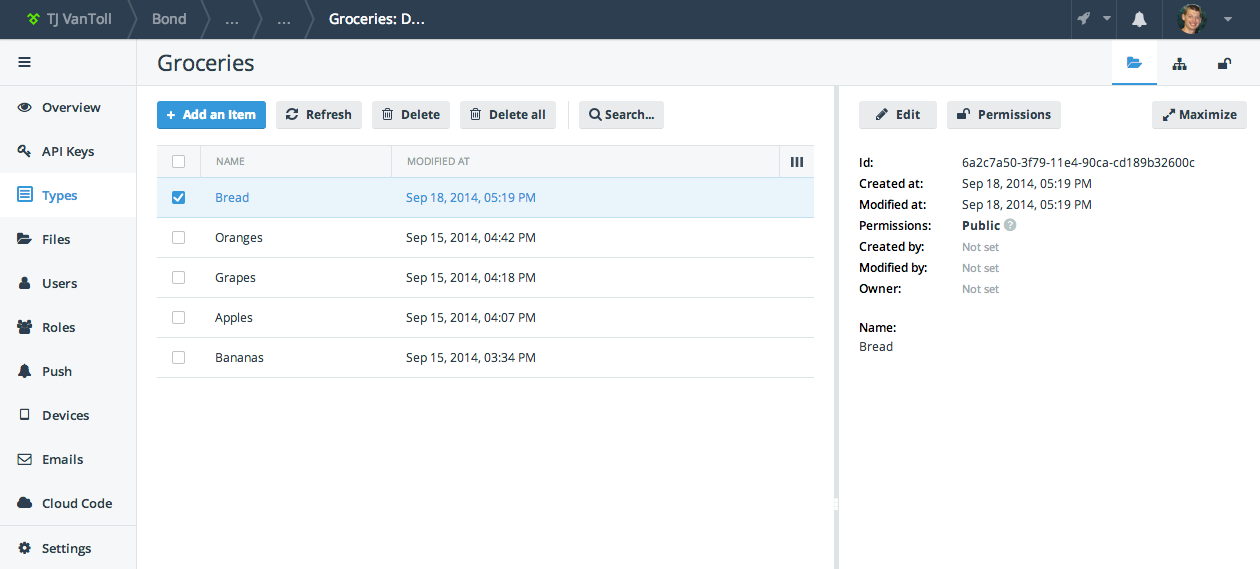 TJ VanToll Bond ... ... Groceries: D...
Groceries
Overview
API Keys
Types
Files
Users
Roles
Push
Devices
Emails
Cloud Code
Settings
+ Add an Item Refresh Delete Delete all Search...
NAME MODIFIED AT
Bread Sep 18, 2014, 05:19 PM
Oranges Sep 15, 2014, 04:42 PM
Grapes Sep 15, 2014, 04:18 PM
Apples Sep 15, 2014, 04:07 PM
Bananas Sep 15, 2014, 03:34 PM
Edit Permissions Maximize
Id: 6a2c7a50-3f79-11e4-90ca-cd189b32600c
Created at: Sep 18, 2014, 05:19 PM
Modified at: Sep 18, 2014, 05:19 PM
Permissions: Public ?
Created by: Not set
Modified by: Not set
Owner: Not set
Name:
Bread